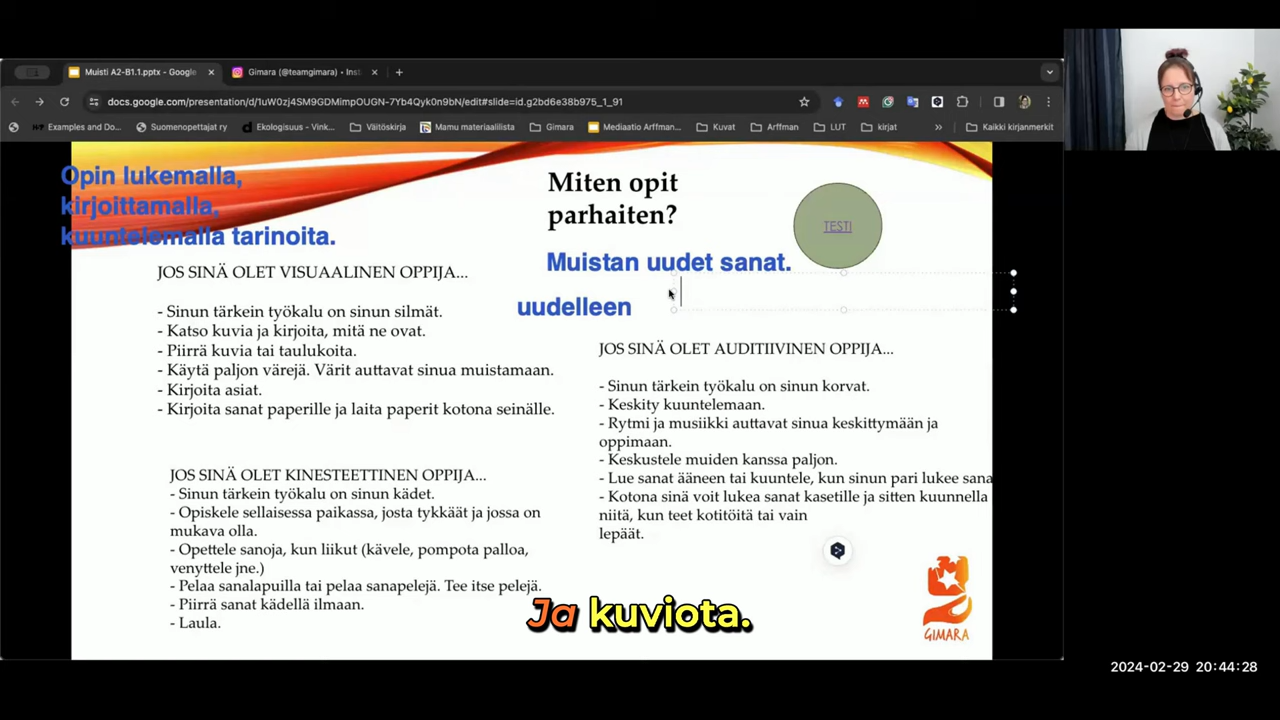 Muisti A2-B1.1.pptx - Google
Gimara (@teamgimara) • Inst
docs.google.com/presentation/d/1uW0zj4SM9GDMimpOUGN-7Yb4Qyk0n9bN/edit#slide=id.g2bd6e38b975_1_91
Examples and Do...
Suomenopettajat ry
Ekologisuus - Vink...
Väitöskirja
Mamu materiaalista
Gimara
Mediaatio Arffman...
Kuvat
Arffman
LUT
kirjat
»
Kaikki kirjanmerkit
Opin lukemalla,
kirjoittamalla,
kuuntelemalla tarinoita.
Miten opit
parhaiten?
TESTI
Muistan uudet sanat.
uudelleen
JOS SINÄ OLET VISUAALINEN OPPIJA...
- Sinun tärkein työkalu on sinun silmät.
- Katso kuvia ja kirjoita, mitä ne ovat.
- Piirrä kuvia tai taulukoita.
- Käytä paljon värejä. Värit auttavat sinua muistamaan.
- Kirjoita asiat.
- Kirjoita sanat paperille ja laita paperit kotona seinälle.
JOS SINÄ OLET AUDITIIVINEN OPPIJA...
- Sinun tärkein työkalu on sinun korvat.
- Keskity kuuntelemaan.
- Rytmi ja musiikki auttavat sinua keskittymään ja
oppimaan.
- Keskustele muiden kanssa paljon.
- Lue sanat ääneen tai kuuntele, kun sinun pari lukee sana
- Kotona sinä voit lukea sanat kasetille ja sitten kuunnella
niitä, kun teet kotitöitä tai vain
lepäät.
JOS SINÄ OLET KINESTEETTINEN OPPIJA...
- Sinun tärkein työkalu on sinun kädet.
- Opiskele sellaisessa paikassa, josta tykkäät ja jossa on
mukava olla.
- Opettele sanoja, kun liikut (kävele, pompota palloa,
venyttele jne.)
- Pelaa sanalapuilla tai pelaa sanapelejä. Tee itse pelejä.
- Piirrä sanat kädellä ilmaan.
- Laula.
GIMARA
Ja kuviota.
2024-02-29 20:44:28